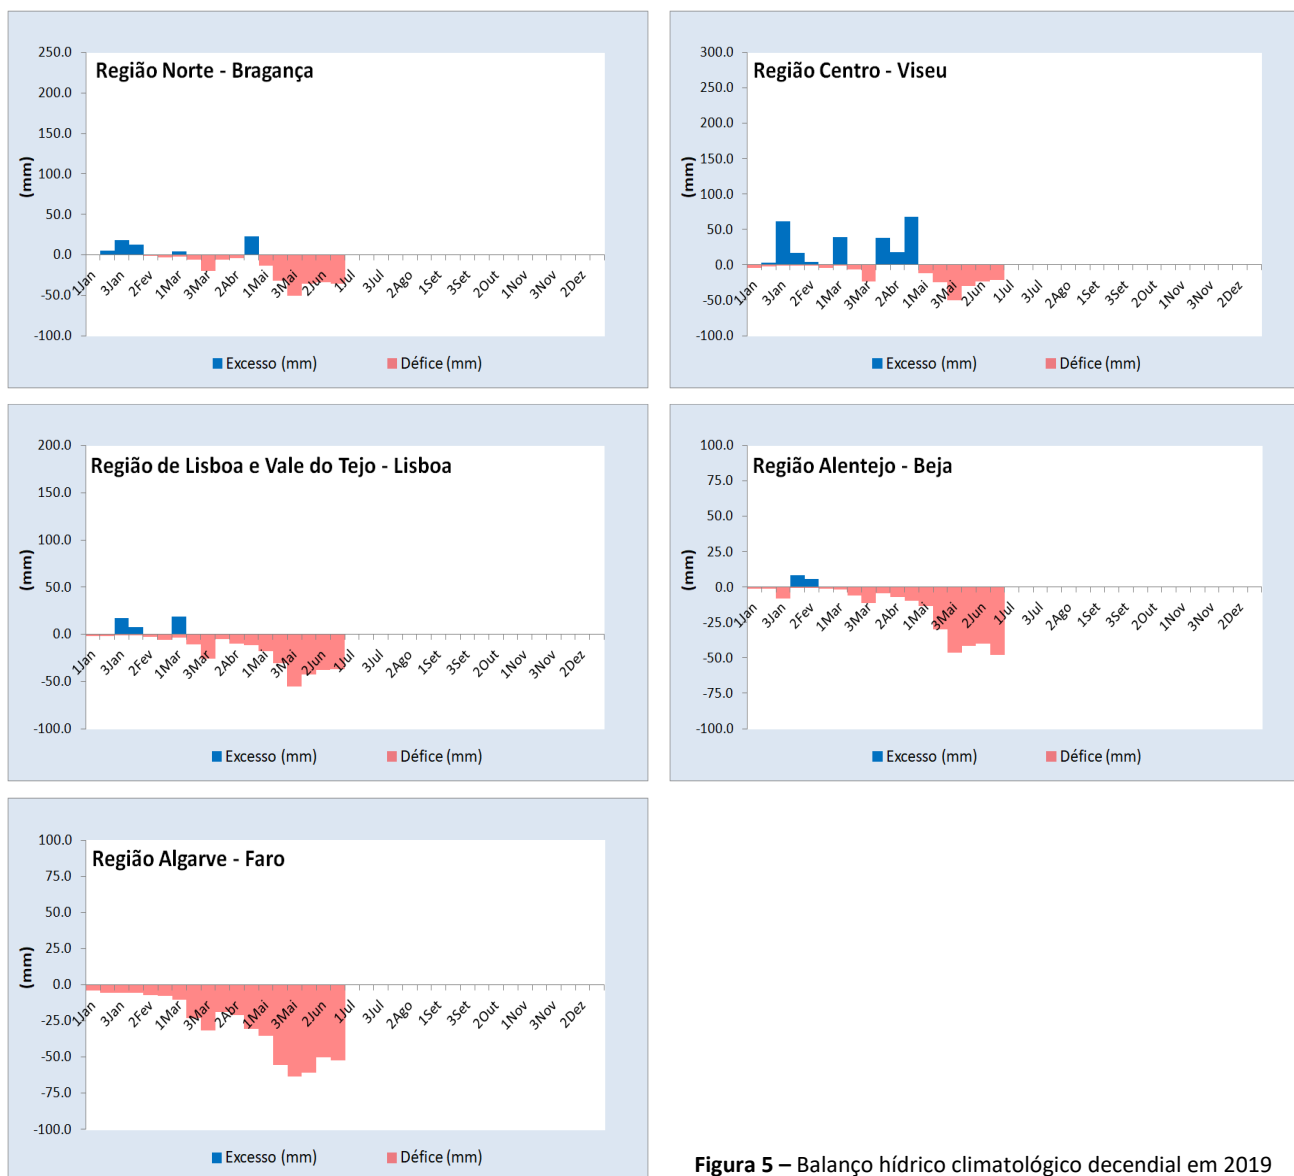 Região Norte - Bragança
250.0
200.0
150.0
100.0
50.0
0.0
-50.0
-100.0
(mm)
1Jan 3Jan 2Fev 1Mar 3Mar 2Abr 1Mai 3Mai 2Jun 1Jul 3Jul 2Ago 1Set 3Set 2Out 1Nov 3Nov 2Dez
Excesso (mm) Défice (mm)
Região Centro - Viseu
300.0
250.0
200.0
150.0
100.0
50.0
0.0
-50.0
-100.0
(mm)
1Jan 3Jan 2Fev 1Mar 3Mar 2Abr 1Mai 3Mai 2Jun 1Jul 3Jul 2Ago 1Set 3Set 2Out 1Nov 3Nov 2Dez
Excesso (mm) Défice (mm)
Região de Lisboa e Vale do Tejo - Lisboa
200.0
150.0
100.0
50.0
0.0
-50.0
-100.0
(mm)
1Jan 3Jan 2Fev 1Mar 3Mar 2Abr 1Mai 3Mai 2Jun 1Jul 3Jul 2Ago 1Set 3Set 2Out 1Nov 3Nov 2Dez
Excesso (mm) Défice (mm)
Região Alentejo - Beja
100.0
75.0
50.0
25.0
0.0
-25.0
-50.0
-75.0
-100.0
(mm)
1Jan 3Jan 2Fev 1Mar 3Mar 2Abr 1Mai 3Mai 2Jun 1Jul 3Jul 2Ago 1Set 3Set 2Out 1Nov 3Nov 2Dez
Excesso (mm) Défice (mm)
Região Algarve - Faro
100.0
75.0
50.0
25.0
0.0
-25.0
-50.0
-75.0
-100.0
(mm)
1Jan 3Jan 2Fev 1Mar 3Mar 2Abr 1Mai 3Mai 2Jun 1Jul 3Jul 2Ago 1Set 3Set 2Out 1Nov 3Nov 2Dez
Excesso (mm) Défice (mm)
Figura 5 – Balanço hídrico climatológico decendial em 2019